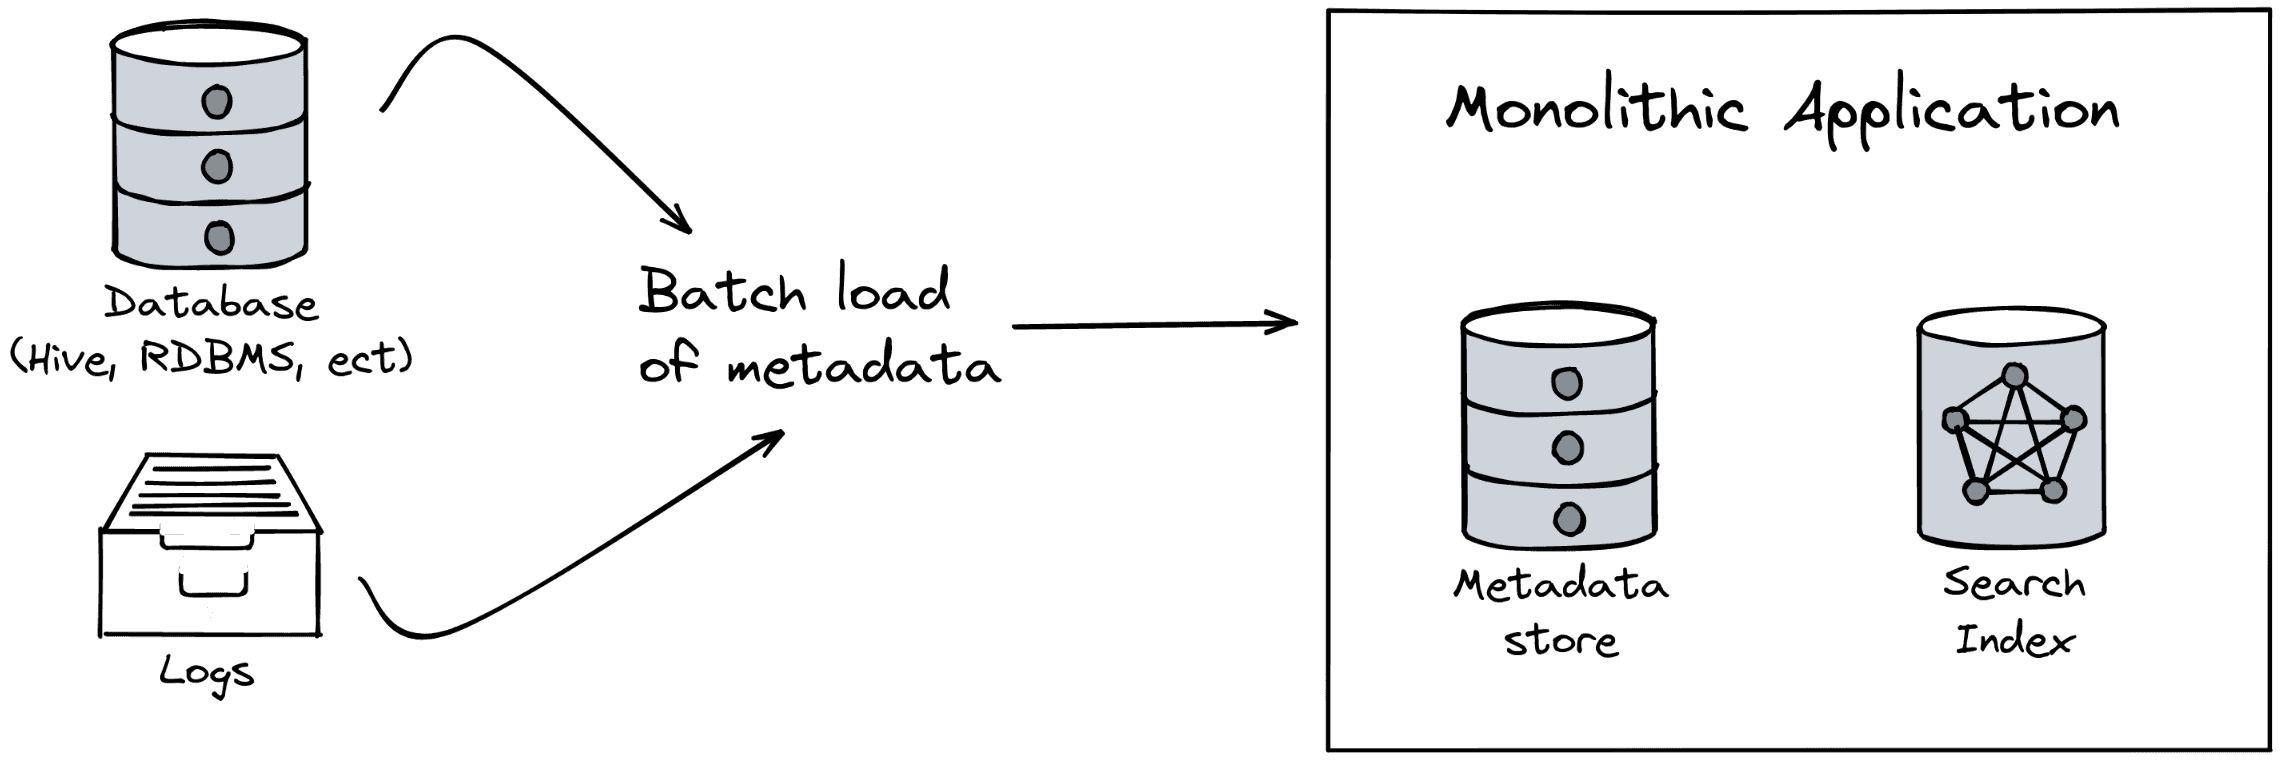 Database
(Hive, RDBMS, ect)
Logs
Batch load
of metadata
Monolithic Application
Metadata
store
Search
Index